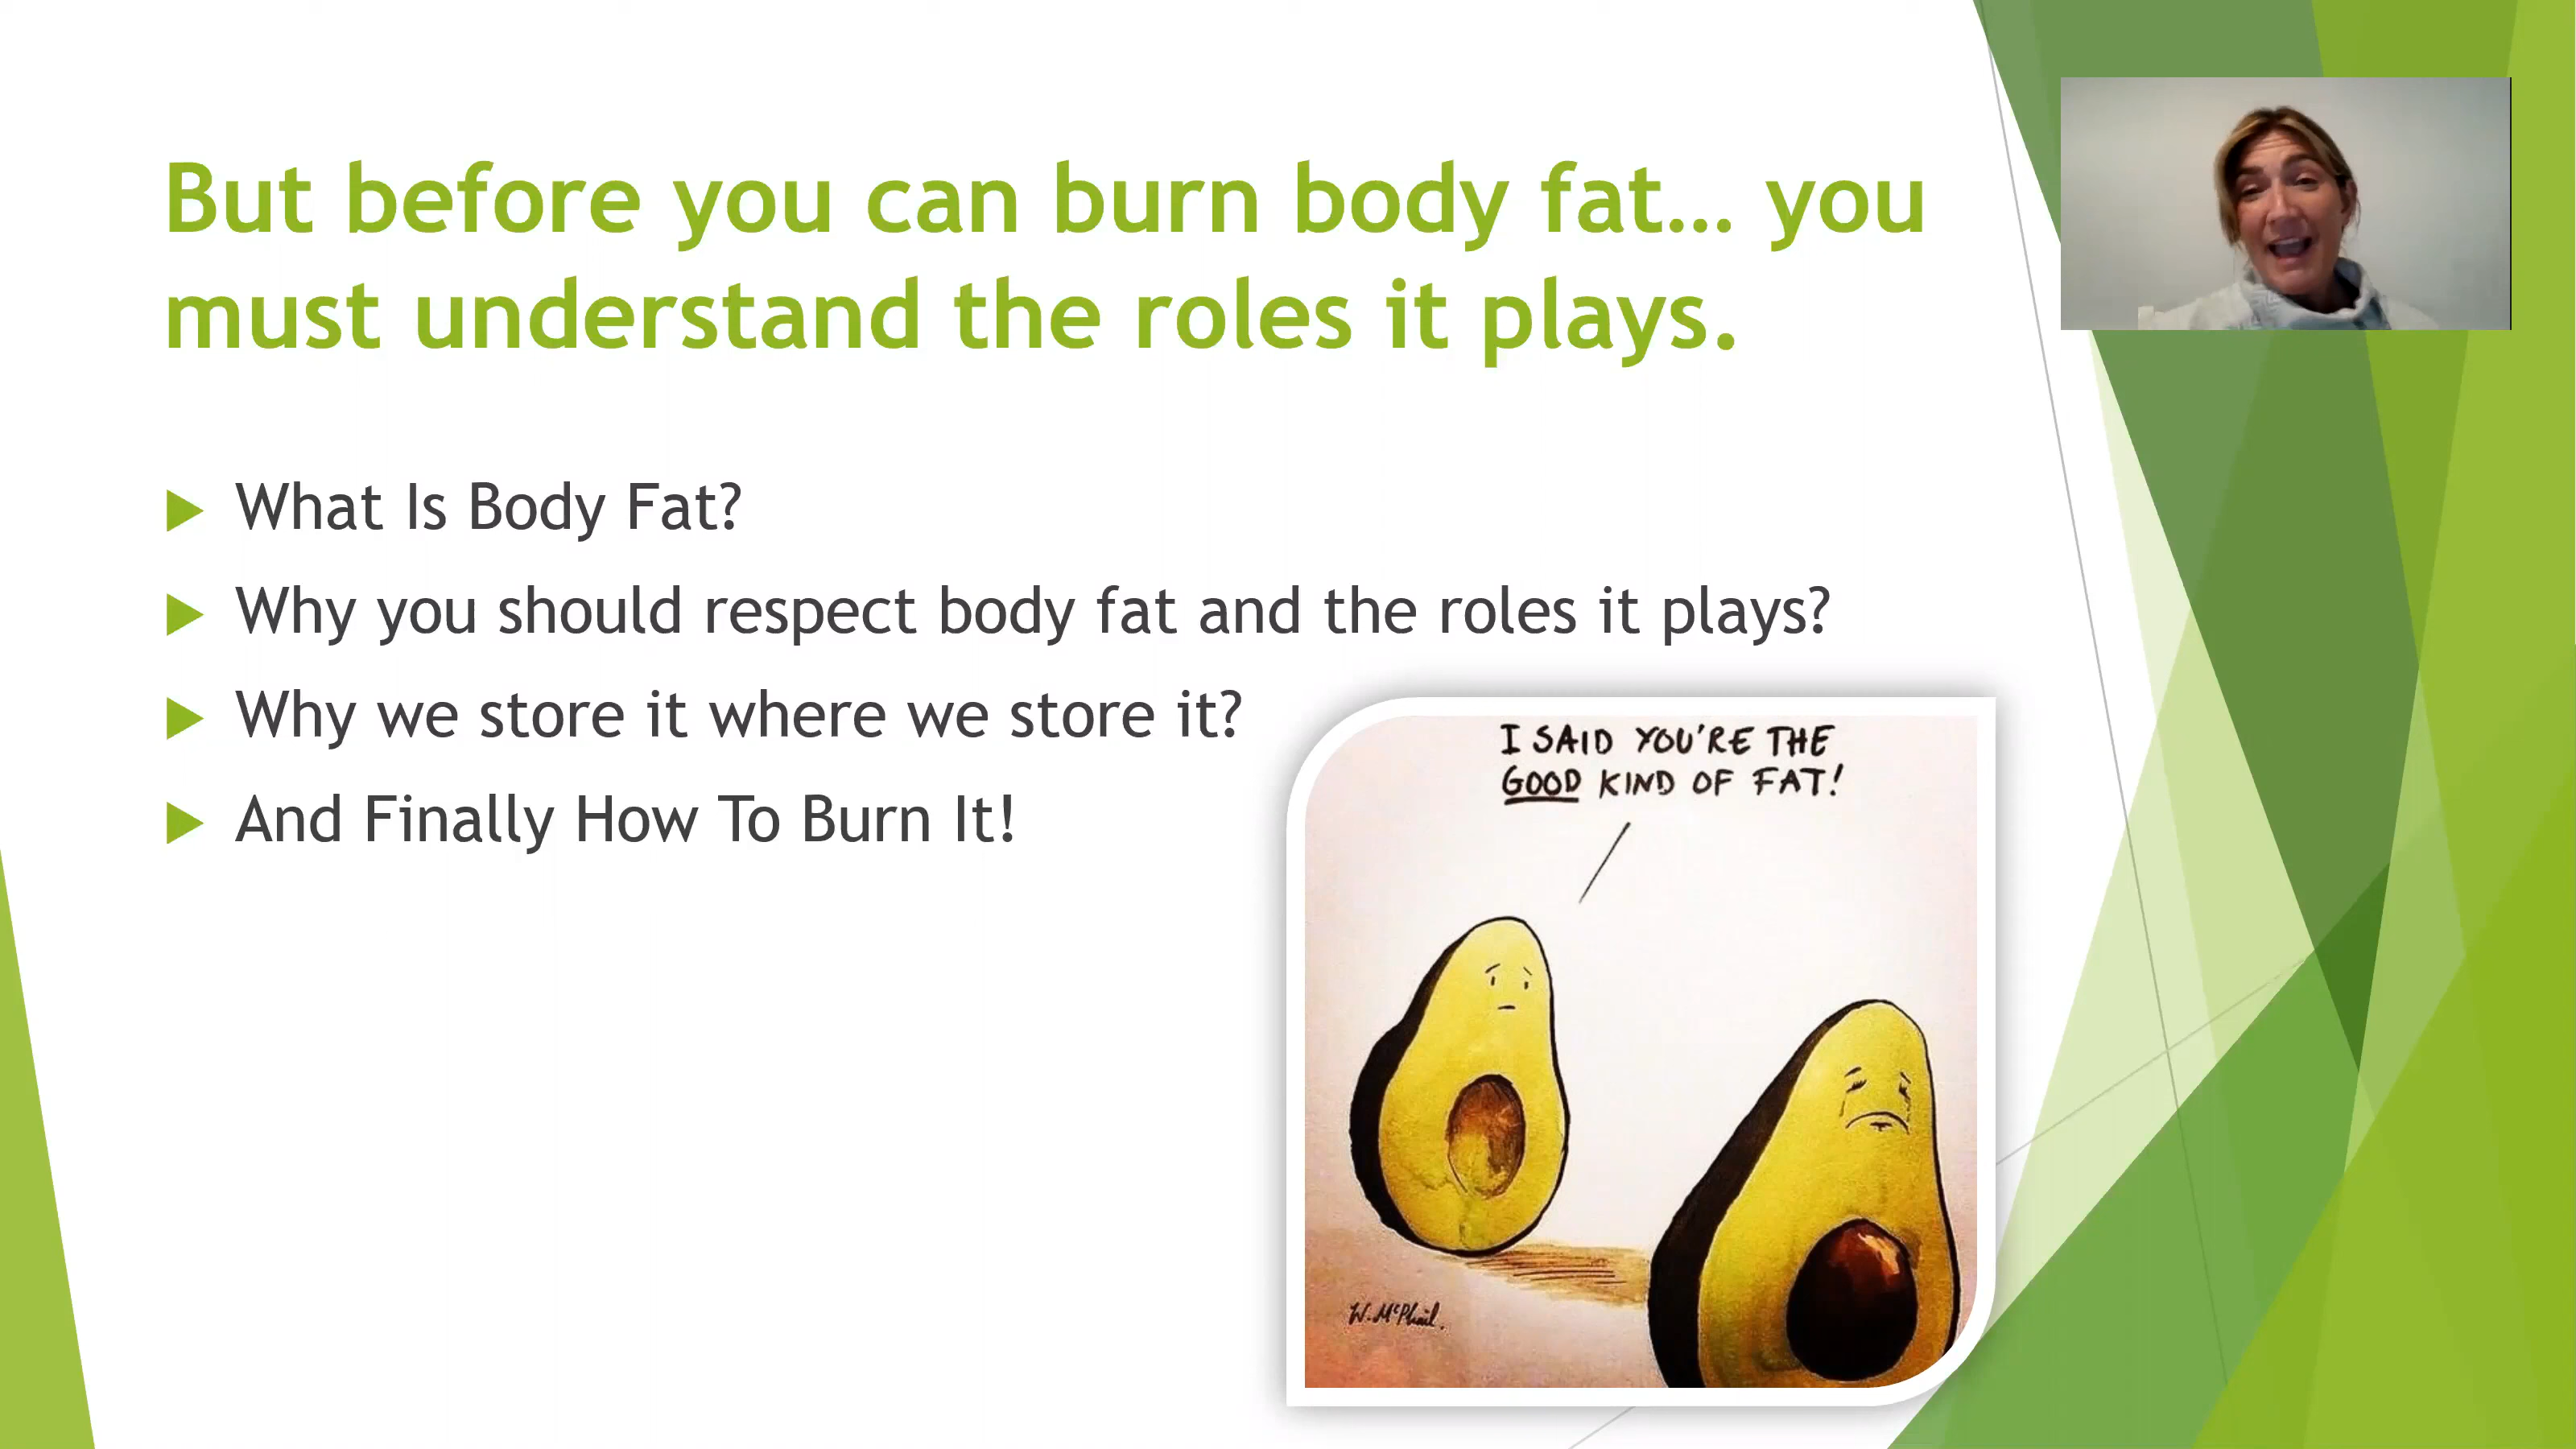 But before you can burn body fat… you
must understand the roles it plays.
What Is Body Fat?
Why you should respect body fat and the roles it plays?
Why we store it where we store it?
And Finally How To Burn It!
I SAID YOU'RE THE
GOOD KIND OF FAT!
W. McPhail.